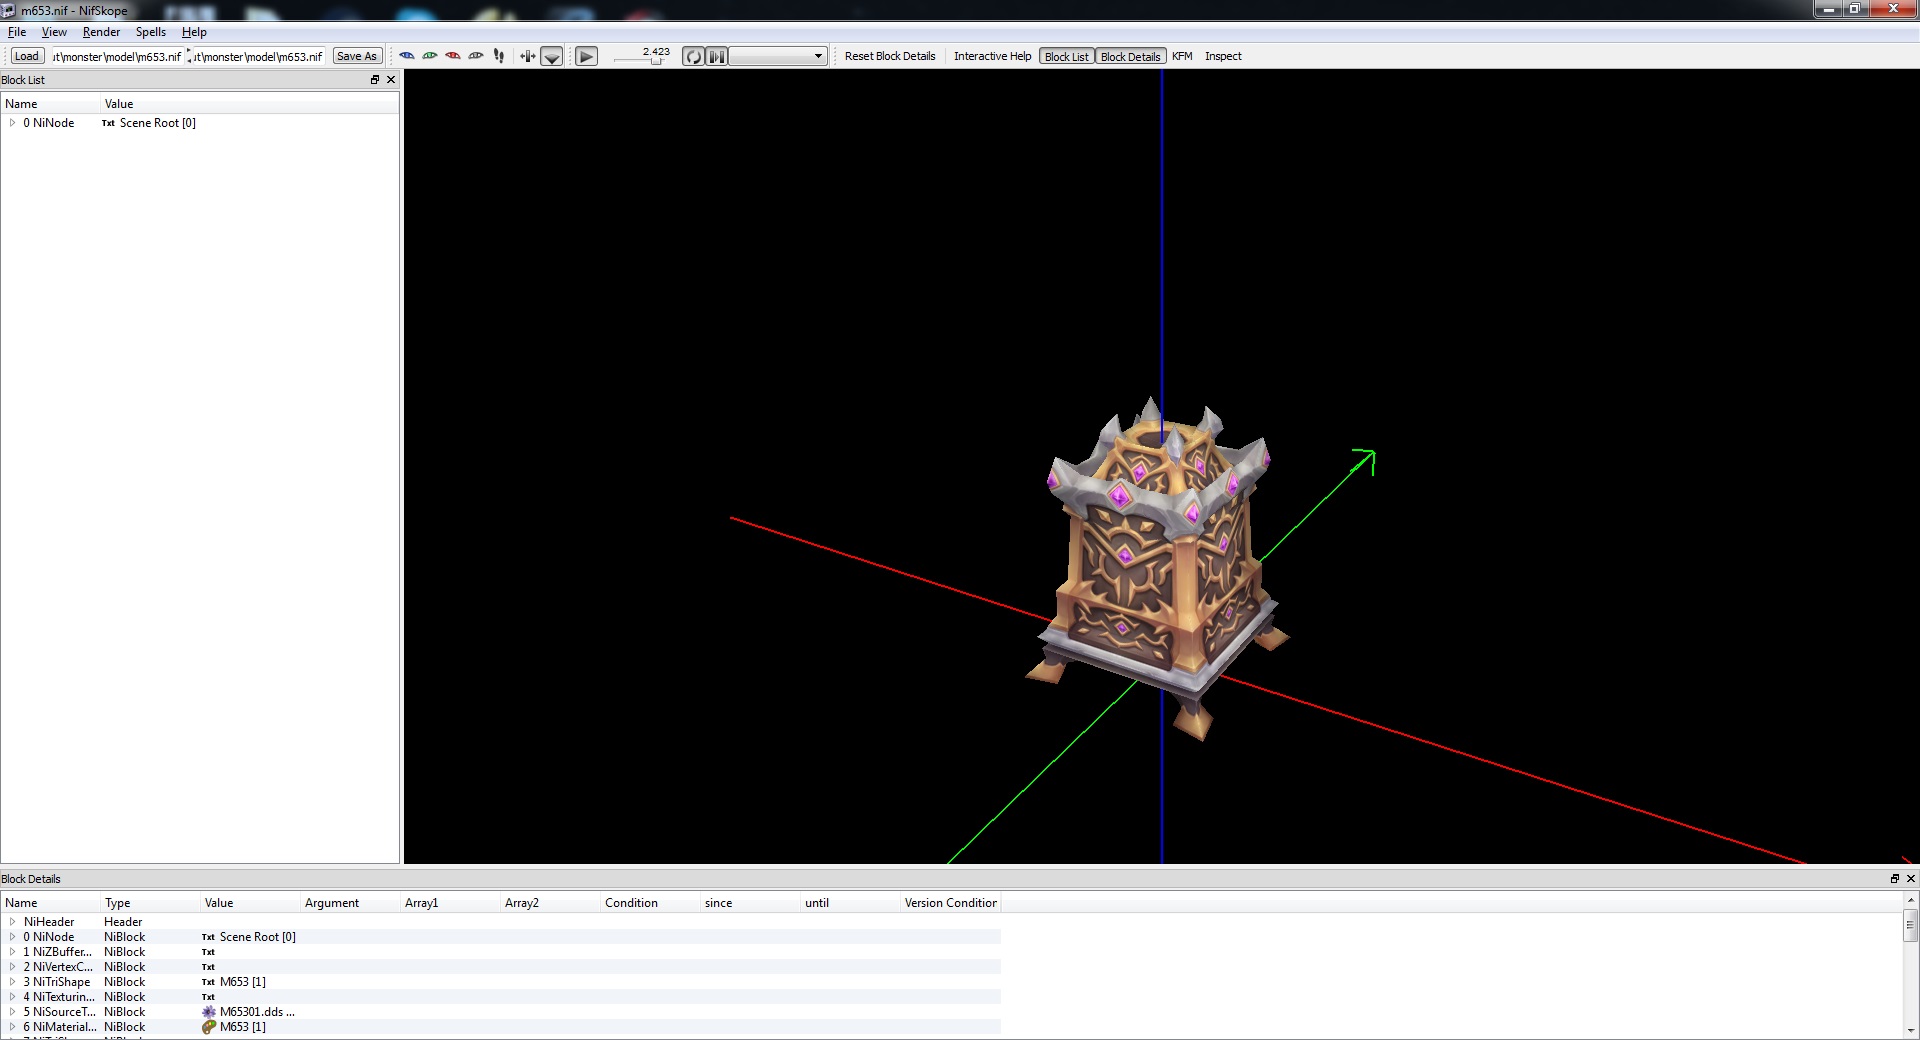 m653.nif - NifSkope
File View Render Spells Help
Load ıt\monster\model\m653.nif ıt\monster\model\m653.nif Save As 2.423 Reset Block Details Interactive Help Block List Block Details KFM Inspect
Block List
Name Value
0 NiNode Txt Scene Root [0]
Block Details
Name Type Value Argument Array1 Array2 Condition since until Version Condition
NiHeader Header
0 NiNode NiBlock Txt Scene Root [0]
1 NiZBuffer... NiBlock Txt
2 NiVertexC... NiBlock Txt
3 NiTriShape NiBlock Txt M653 [1]
4 NiTexturin... NiBlock Txt
5 NiSourceT... NiBlock M65301.dds ...
6 NiMaterial... NiBlock M653 [1]